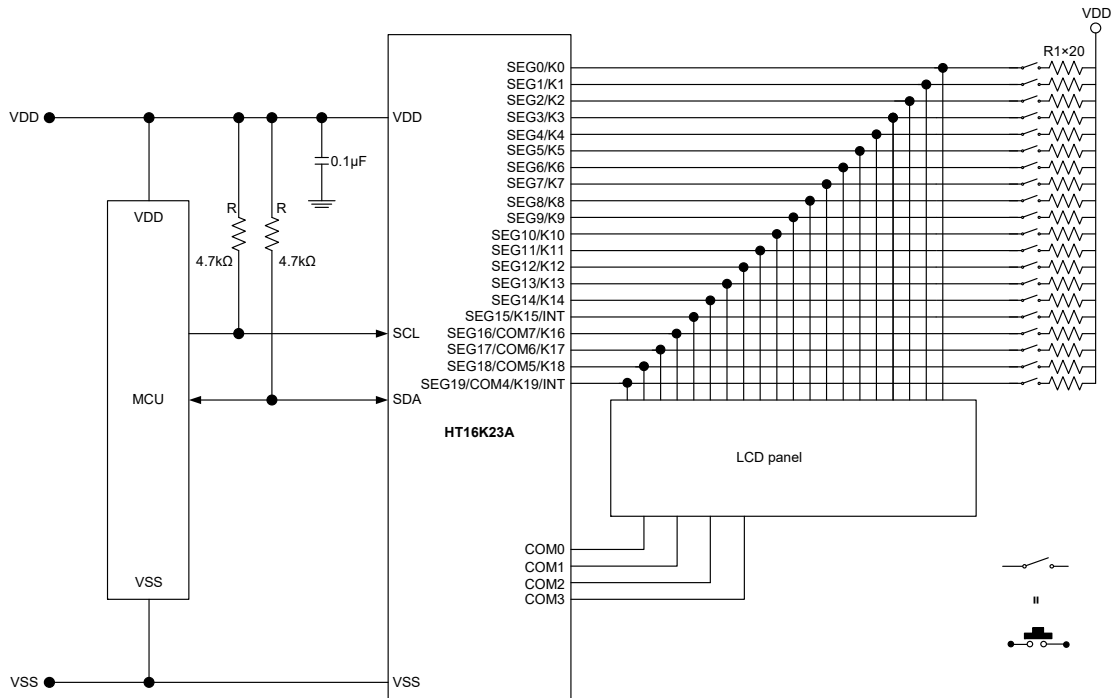 VDD
R1×20
SEG0/K0
SEG1/K1
SEG2/K2
SEG3/K3
SEG4/K4
SEG5/K5
SEG6/K6
SEG7/K7
SEG8/K8
SEG9/K9
SEG10/K10
SEG11/K11
SEG12/K12
SEG13/K13
SEG14/K14
SEG15/K15/INT
SEG16/COM7/K16
SEG17/COM6/K17
SEG18/COM5/K18
SEG19/COM4/K19/INT
VDD
VDD
0.1μF
VDD
R
R
4.7kΩ
4.7kΩ
SCL
MCU
SDA
HT16K23A
LCD panel
COM0
COM1
COM2
COM3
VSS
VSS
VSS